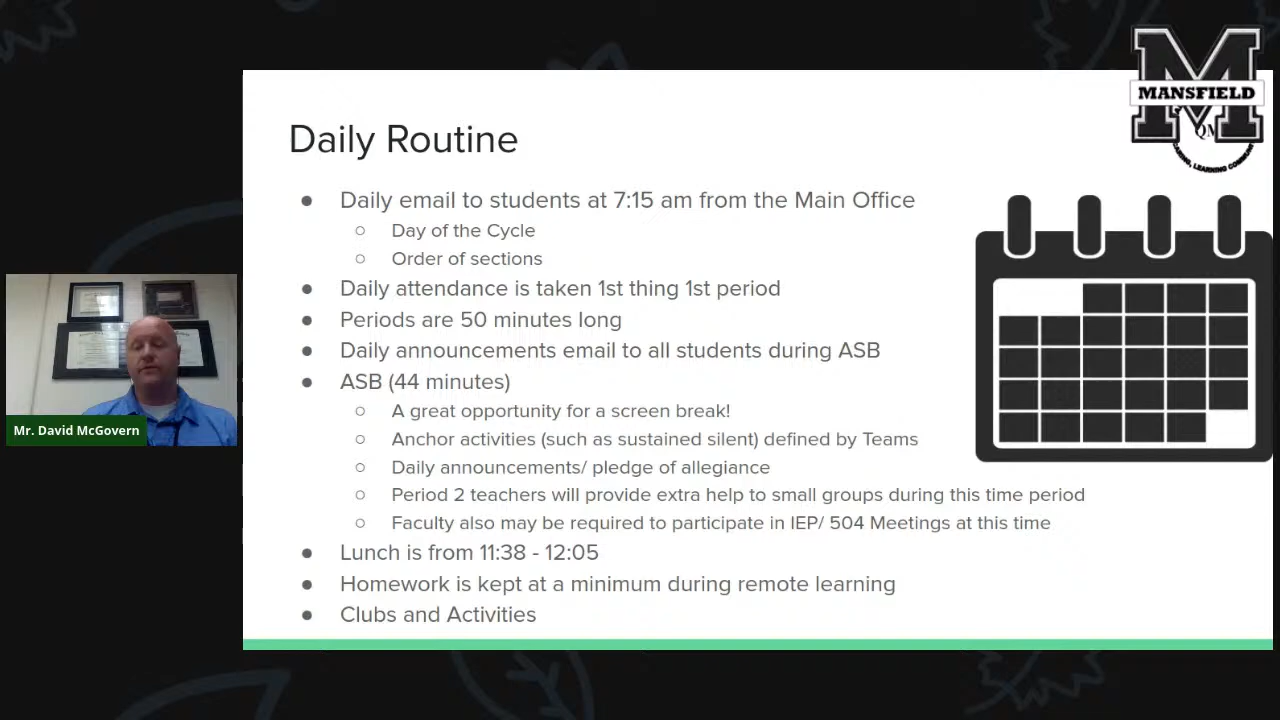 MANSFIELD
QM
Daily Routine
● Daily email to students at 7:15 am from the Main Office
○ Day of the Cycle
○ Order of sections
● Daily attendance is taken 1st thing 1st period
● Periods are 50 minutes long
● Daily announcements email to all students during ASB
● ASB (44 minutes)
○ A great opportunity for a screen break!
○ Anchor activities (such as sustained silent) defined by Teams
○ Daily announcements/ pledge of allegiance
○ Period 2 teachers will provide extra help to small groups during this time period
○ Faculty also may be required to participate in IEP/ 504 Meetings at this time
● Lunch is from 11:38 - 12:05
● Homework is kept at a minimum during remote learning
● Clubs and Activities
Mr. David McGovern